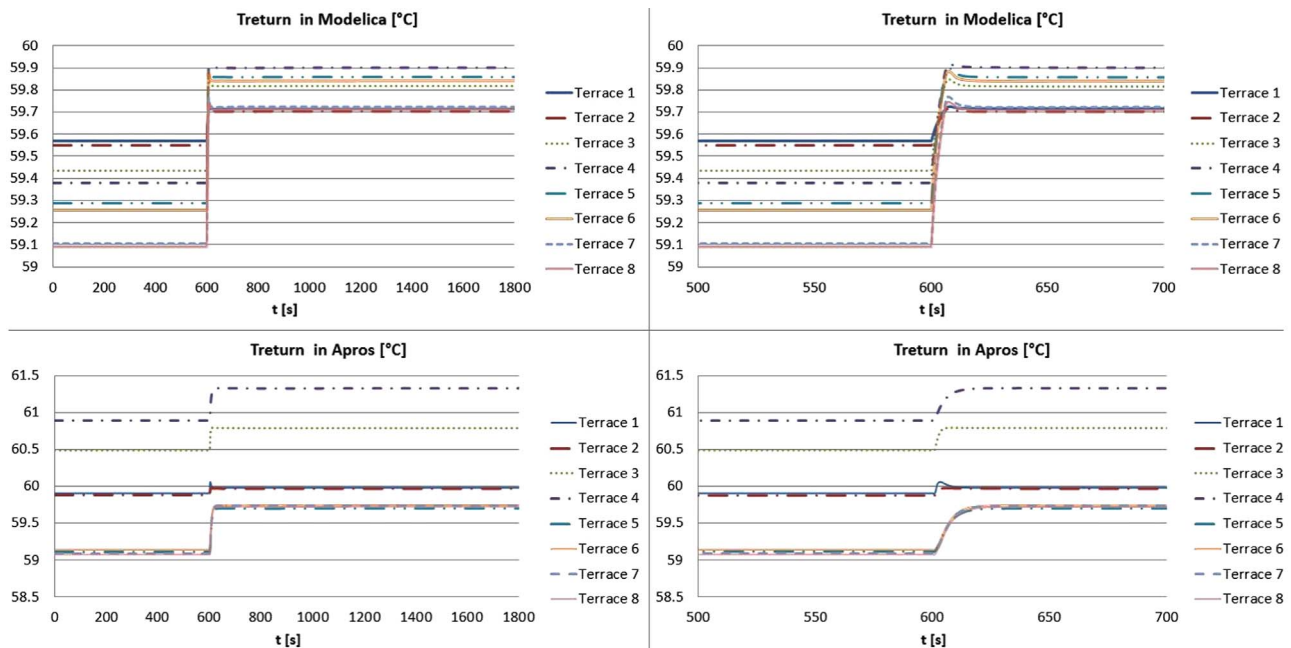 Treturn in Modelica [°C]
60
59.9
59.8
59.7
59.6
59.5
59.4
59.3
59.2
59.1
59
0 200 400 600 800 1000 1200 1400 1600 1800
t [s]
Terrace 1
Terrace 2
Terrace 3
Terrace 4
Terrace 5
Terrace 6
Terrace 7
Terrace 8
Treturn in Modelica [°C]
60
59.9
59.8
59.7
59.6
59.5
59.4
59.3
59.2
59.1
59
500 550 600 650 700
t [s]
Terrace 1
Terrace 2
Terrace 3
Terrace 4
Terrace 5
Terrace 6
Terrace 7
Terrace 8
Treturn in Apros [°C]
61.5
61
60.5
60
59.5
59
58.5
0 200 400 600 800 1000 1200 1400 1600 1800
t [s]
Terrace 1
Terrace 2
Terrace 3
Terrace 4
Terrace 5
Terrace 6
Terrace 7
Terrace 8
Treturn in Apros [°C]
61.5
61
60.5
60
59.5
59
58.5
500 550 600 650 700
t [s]
Terrace 1
Terrace 2
Terrace 3
Terrace 4
Terrace 5
Terrace 6
Terrace 7
Terrace 8